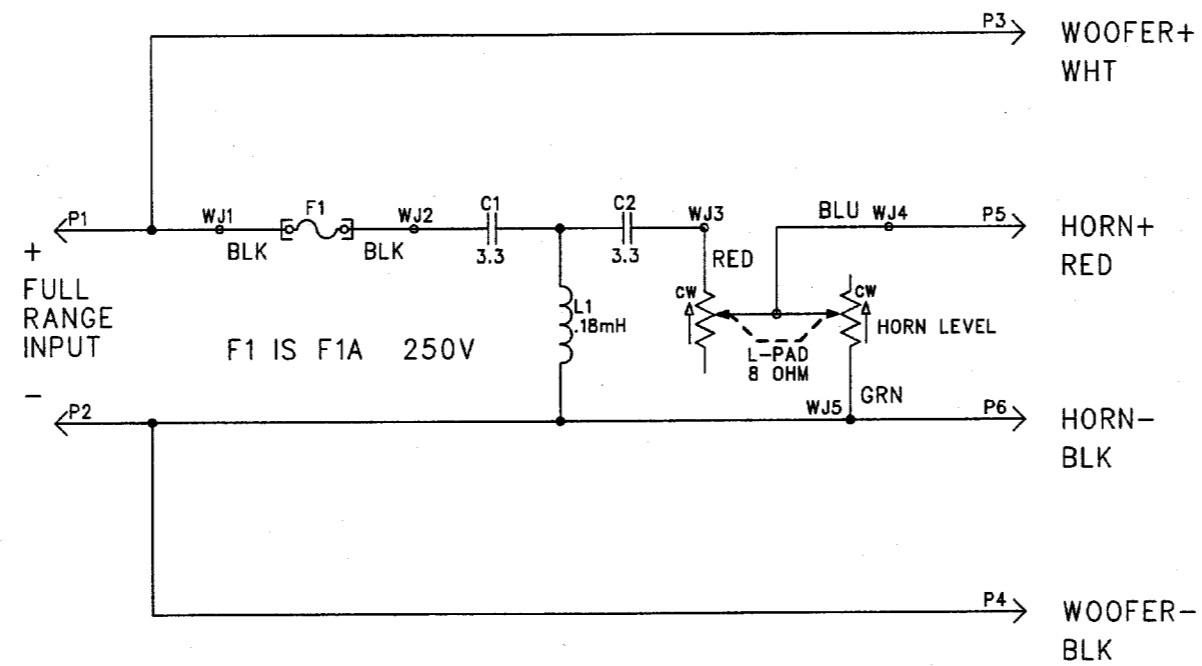 P3
WOOFER+
WHT
P1
WJ1
F1
WJ2
C1
C2
WJ3
BLU WJ4
P5
HORN+
RED
BLK
BLK
3.3
3.3
RED
+
FULL
RANGE
INPUT
-
L1
.18mH
CW
CW
HORN LEVEL
F1 IS F1A 250V
L-PAD
8 OHM
GRN
P2
WJ5
P6
HORN-
BLK
P4
WOOFER-
BLK